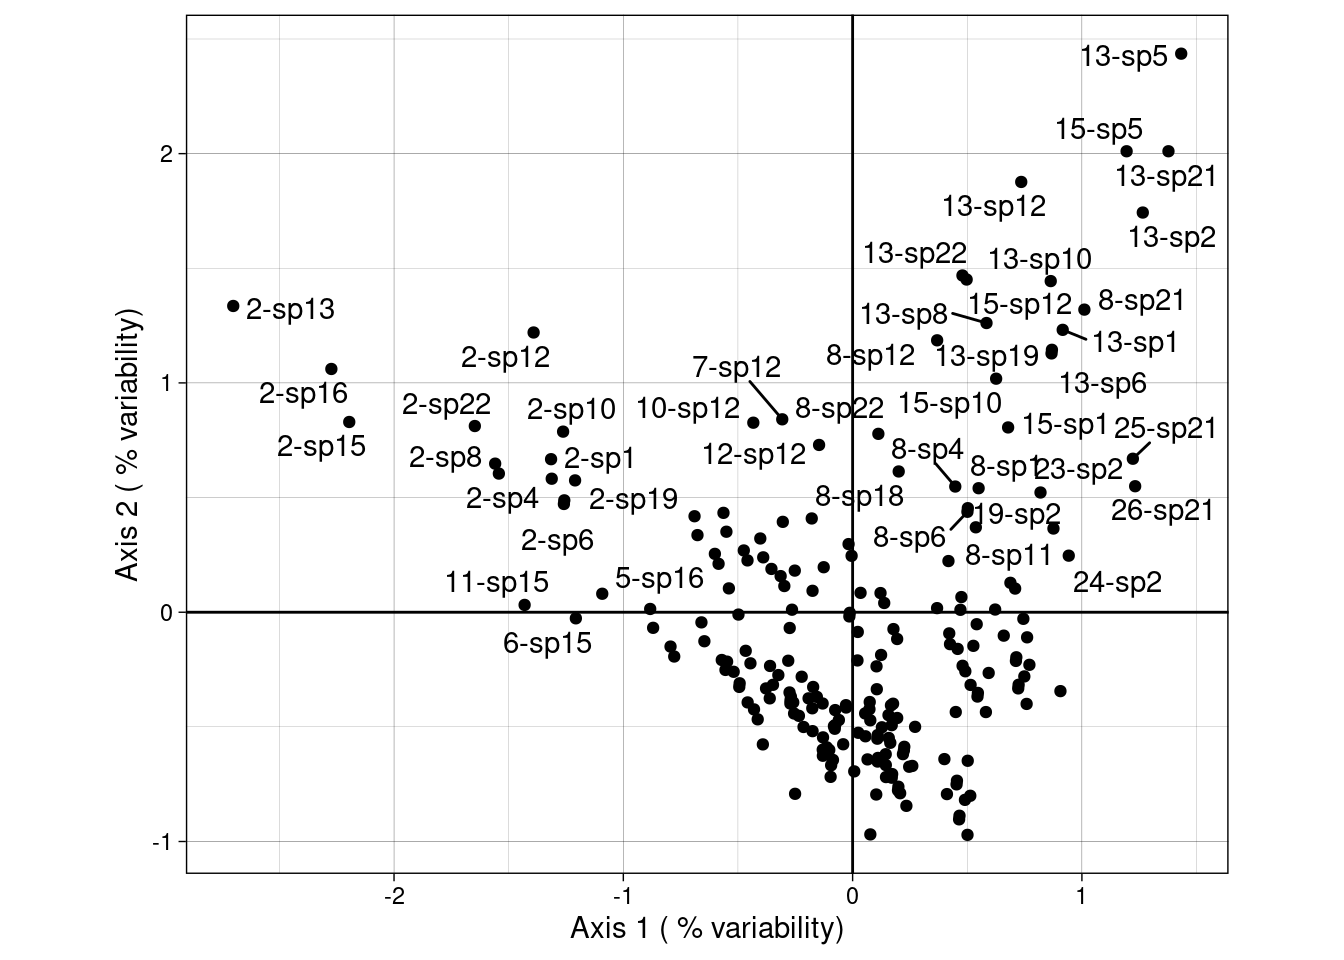 13-sp5
15-sp5
2
13-sp21
13-sp12
13-sp2
13-sp22
13-sp10
8-sp21
15-sp12
2-sp13
13-sp8
13-sp1
8-sp12
13-sp19
2-sp12
7-sp12
1
13-sp6
2-sp16
2-sp22
2-sp10
10-sp12
8-sp22
15-sp10
15-sp1
25-sp21
2-sp15
2-sp8
2-sp1
12-sp12
8-sp4
8-sp1
23-sp2
2-sp4
2-sp19
8-sp18
19-sp2
26-sp21
2-sp6
8-sp6
8-sp11
11-sp15
5-sp16
24-sp2
0
6-sp15
-1
-2
-1
0
1
Axis 1 ( % variability)
Axis 2 ( % variability)